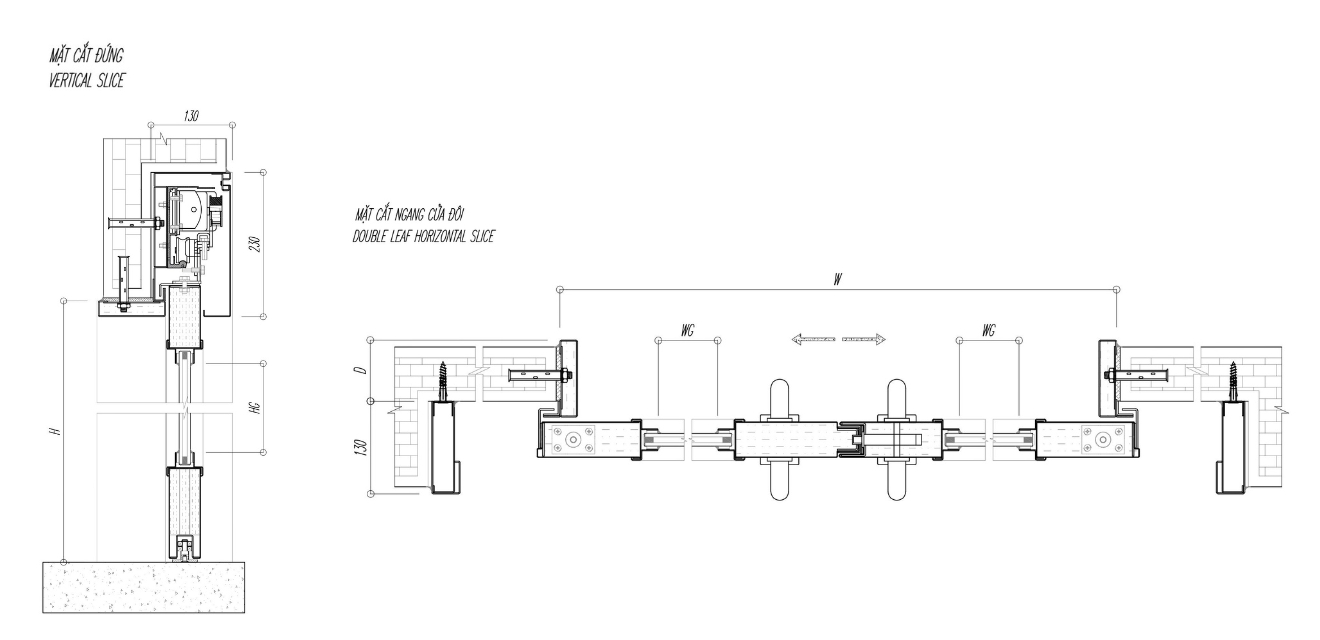 MẶT CẮT ĐỨNG
VERTICAL SLICE
130
230
H
HG
MẶT CẮT NGANG CỬA ĐÔI
DOUBLE LEAF HORIZONTAL SLICE
W
WG
WG
D
130